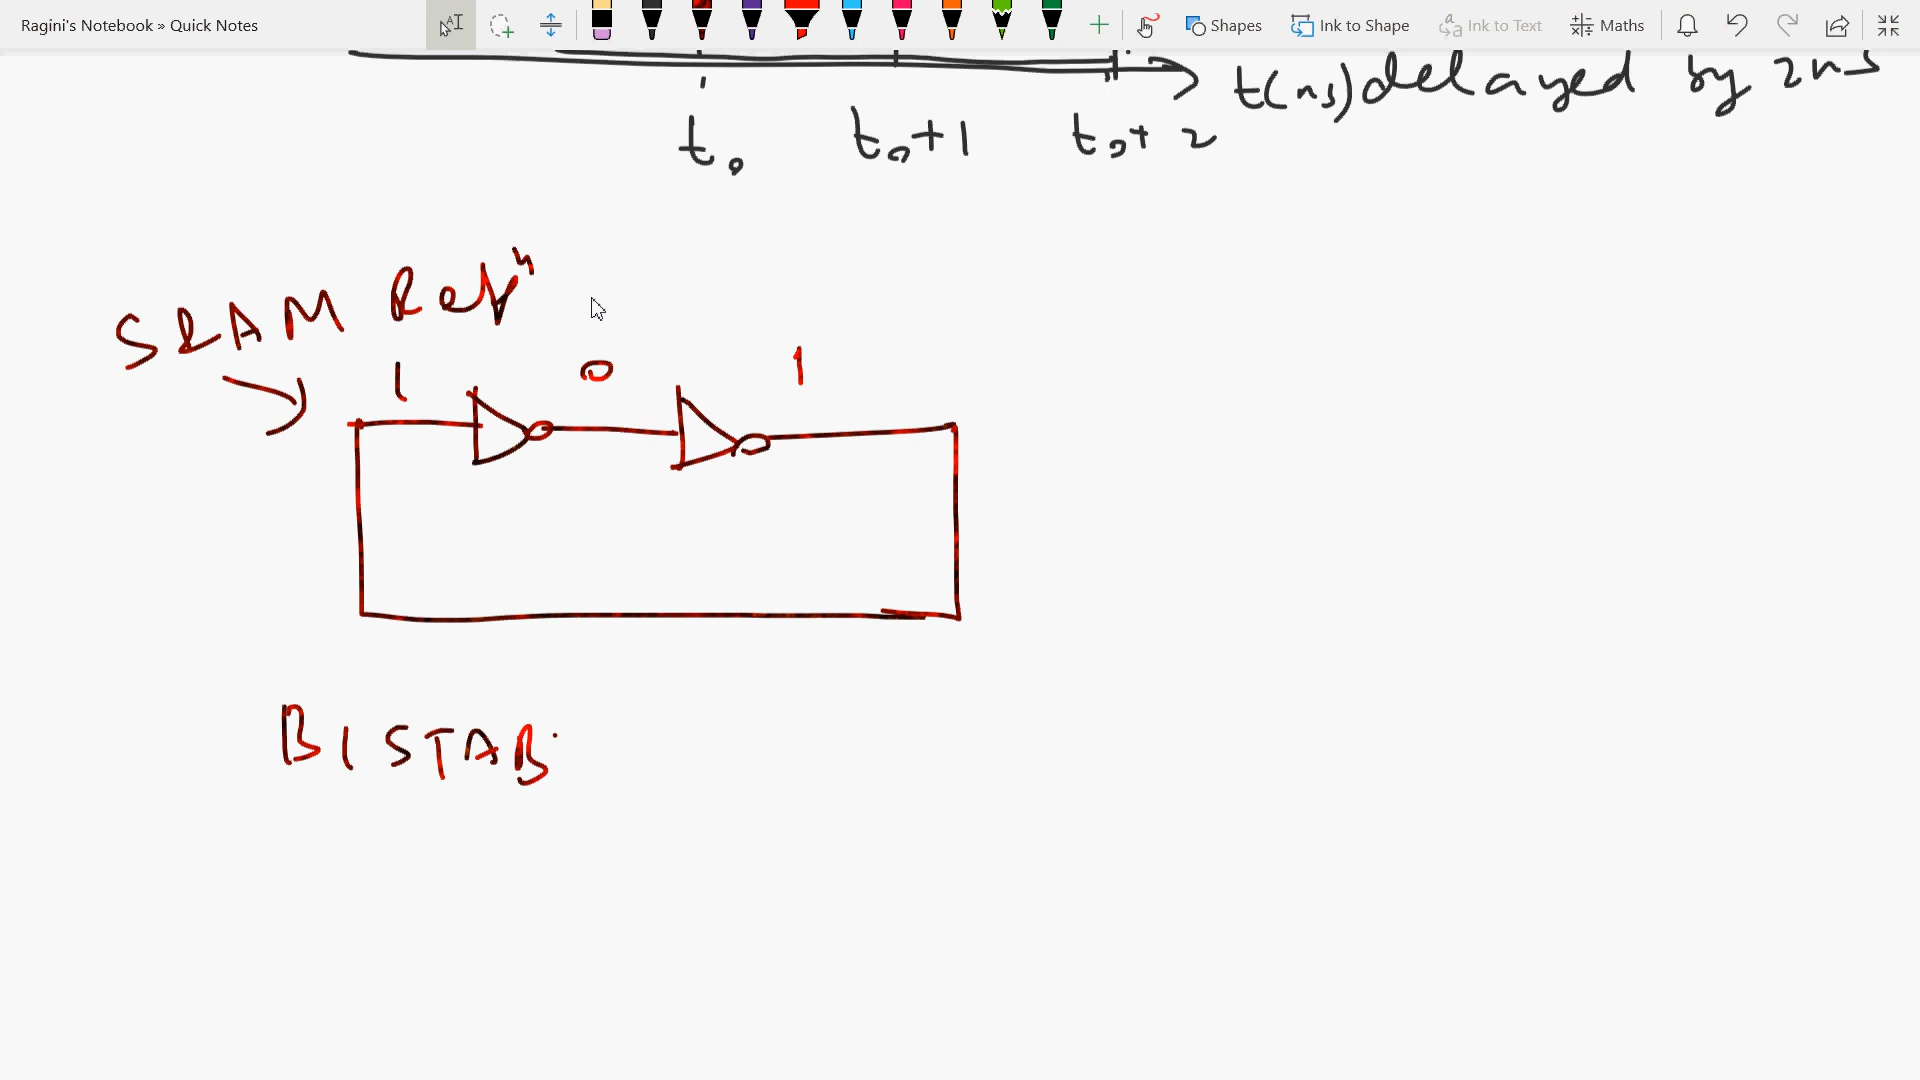 Ragini's Notebook » Quick Notes
Shapes
Ink to Shape
Ink to Text
Maths
t(ns) delayed by 2ns
t₀ t₀+1 t₀+2
SRAM Repⁿ
1 0 1
BISTAB